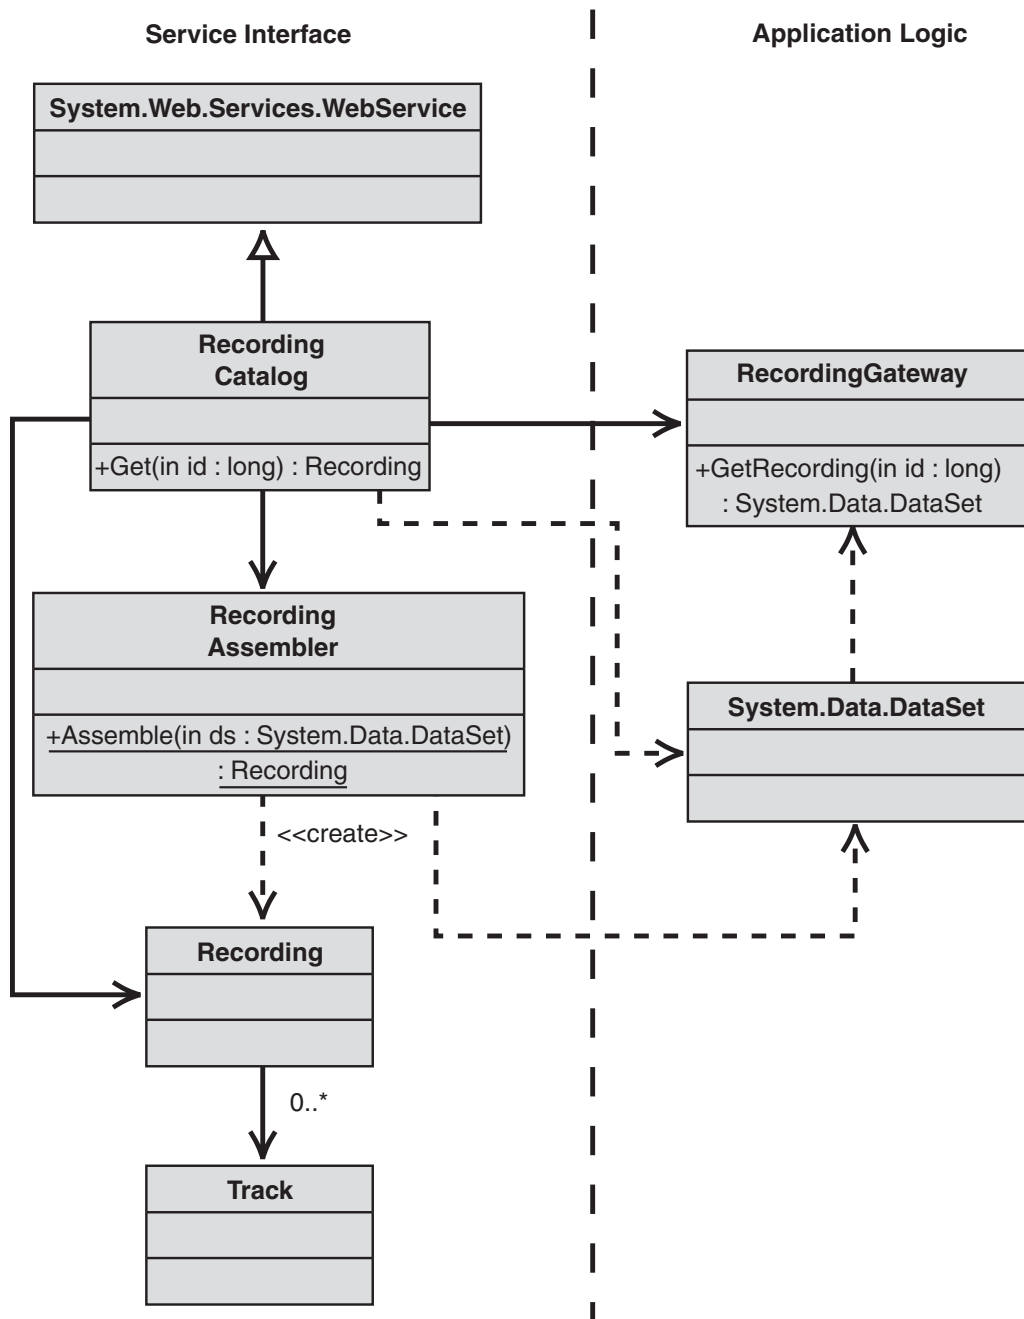 Service Interface
Application Logic
System.Web.Services.WebService
Recording
Catalog
+Get(in id : long) : Recording
RecordingGateway
+GetRecording(in id : long)
: System.Data.DataSet
Recording
Assembler
+Assemble(in ds : System.Data.DataSet)
: Recording
System.Data.DataSet
<<create>>
Recording
0..*
Track